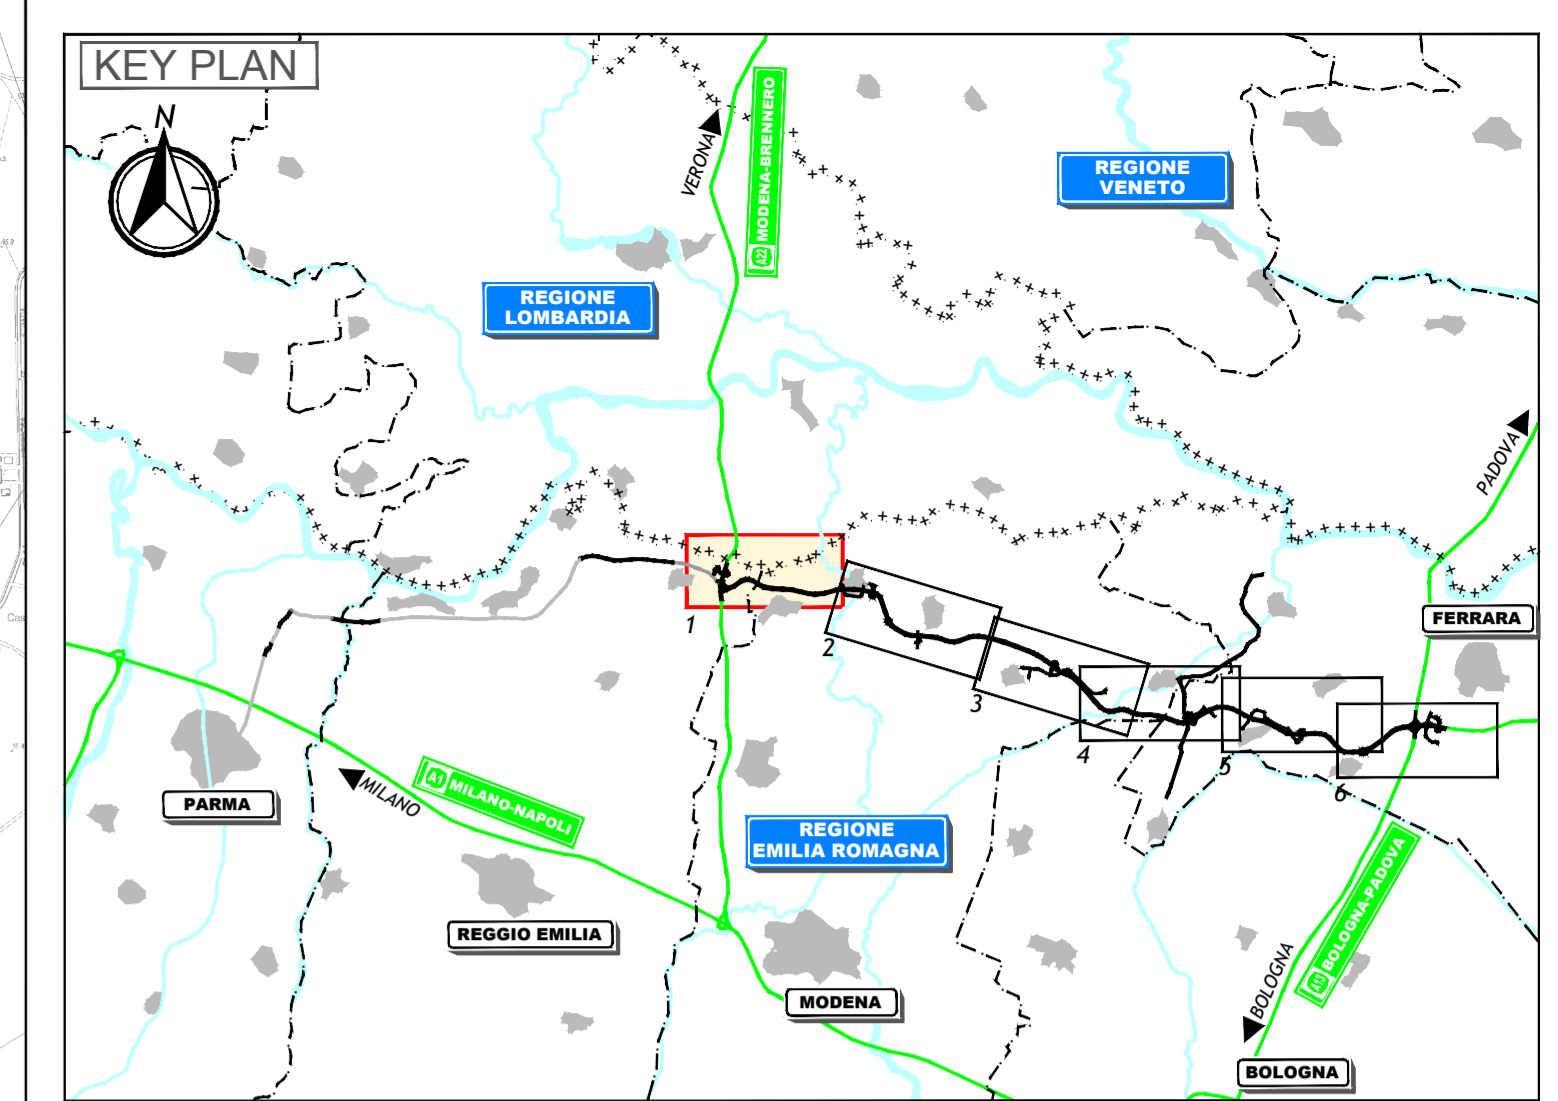 KEY PLAN
N
VERONA
A22 MODENA-BRENNERO
REGIONE
VENETO
REGIONE
LOMBARDIA
PADOVA
1
2
3
4
5
6
FERRARA
PARMA
MILANO
A1 MILANO-NAPOLI
REGIONE
EMILIA ROMAGNA
REGGIO EMILIA
MODENA
A13 BOLOGNA-PADOVA
BOLOGNA
BOLOGNA
Cas